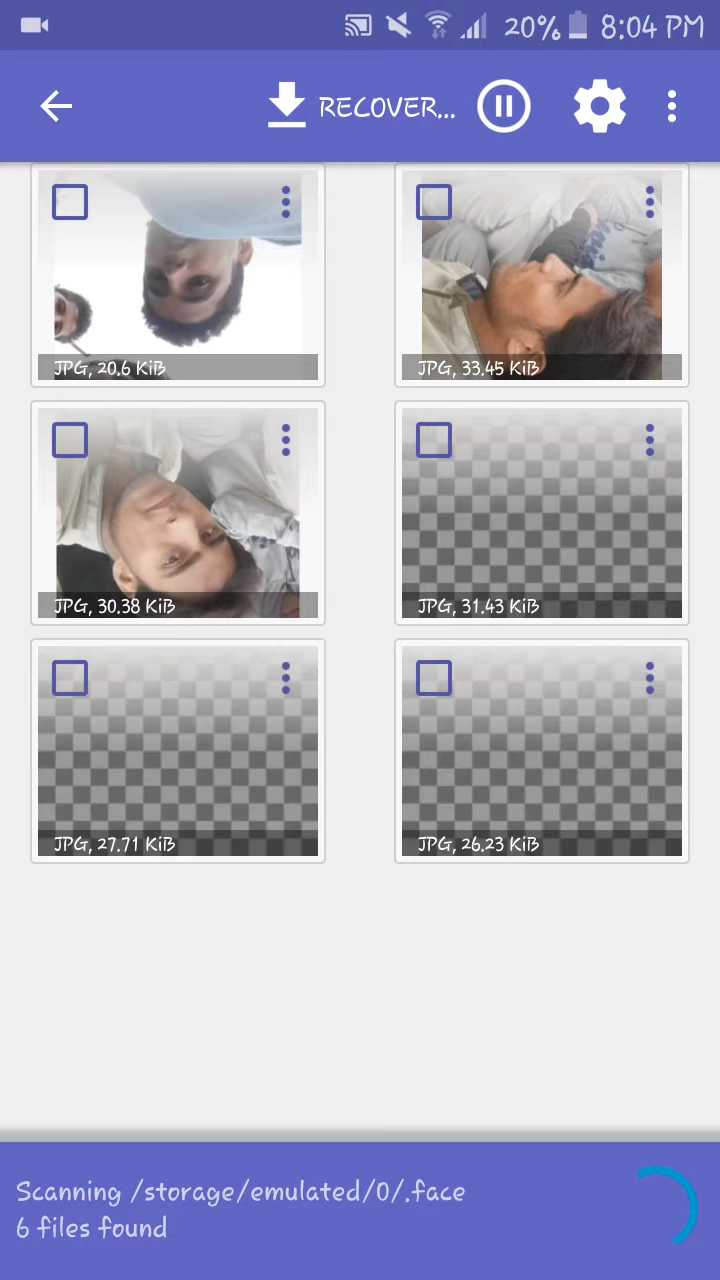 20% 8:04 PM
RECOVER...
JPG, 20.6 KiB
JPG, 33.45 KiB
JPG, 30.38 KiB
JPG, 31.43 KiB
JPG, 27.71 KiB
JPG, 26.23 KiB
Scanning /storage/emulated/0/.face
6 files found